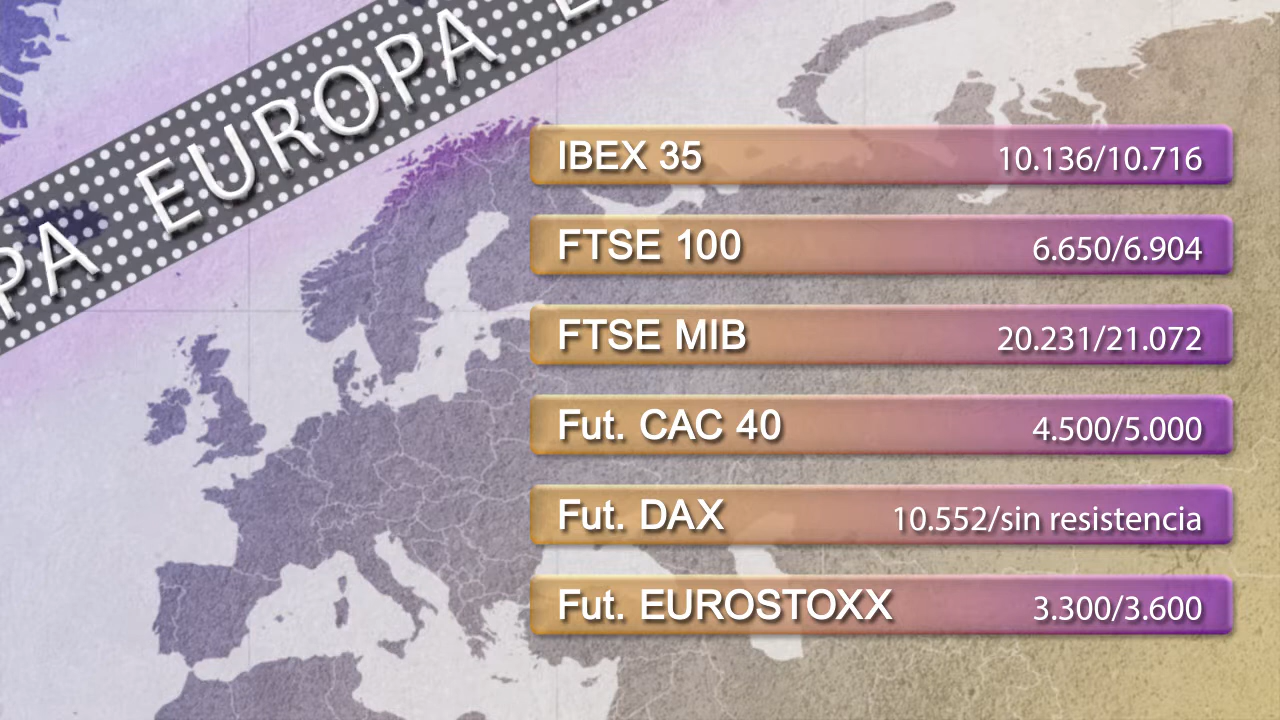 PA EUROPA E
IBEX 35 10.136/10.716
FTSE 100 6.650/6.904
FTSE MIB 20.231/21.072
Fut. CAC 40 4.500/5.000
Fut. DAX 10.552/sin resistencia
Fut. EUROSTOXX 3.300/3.600